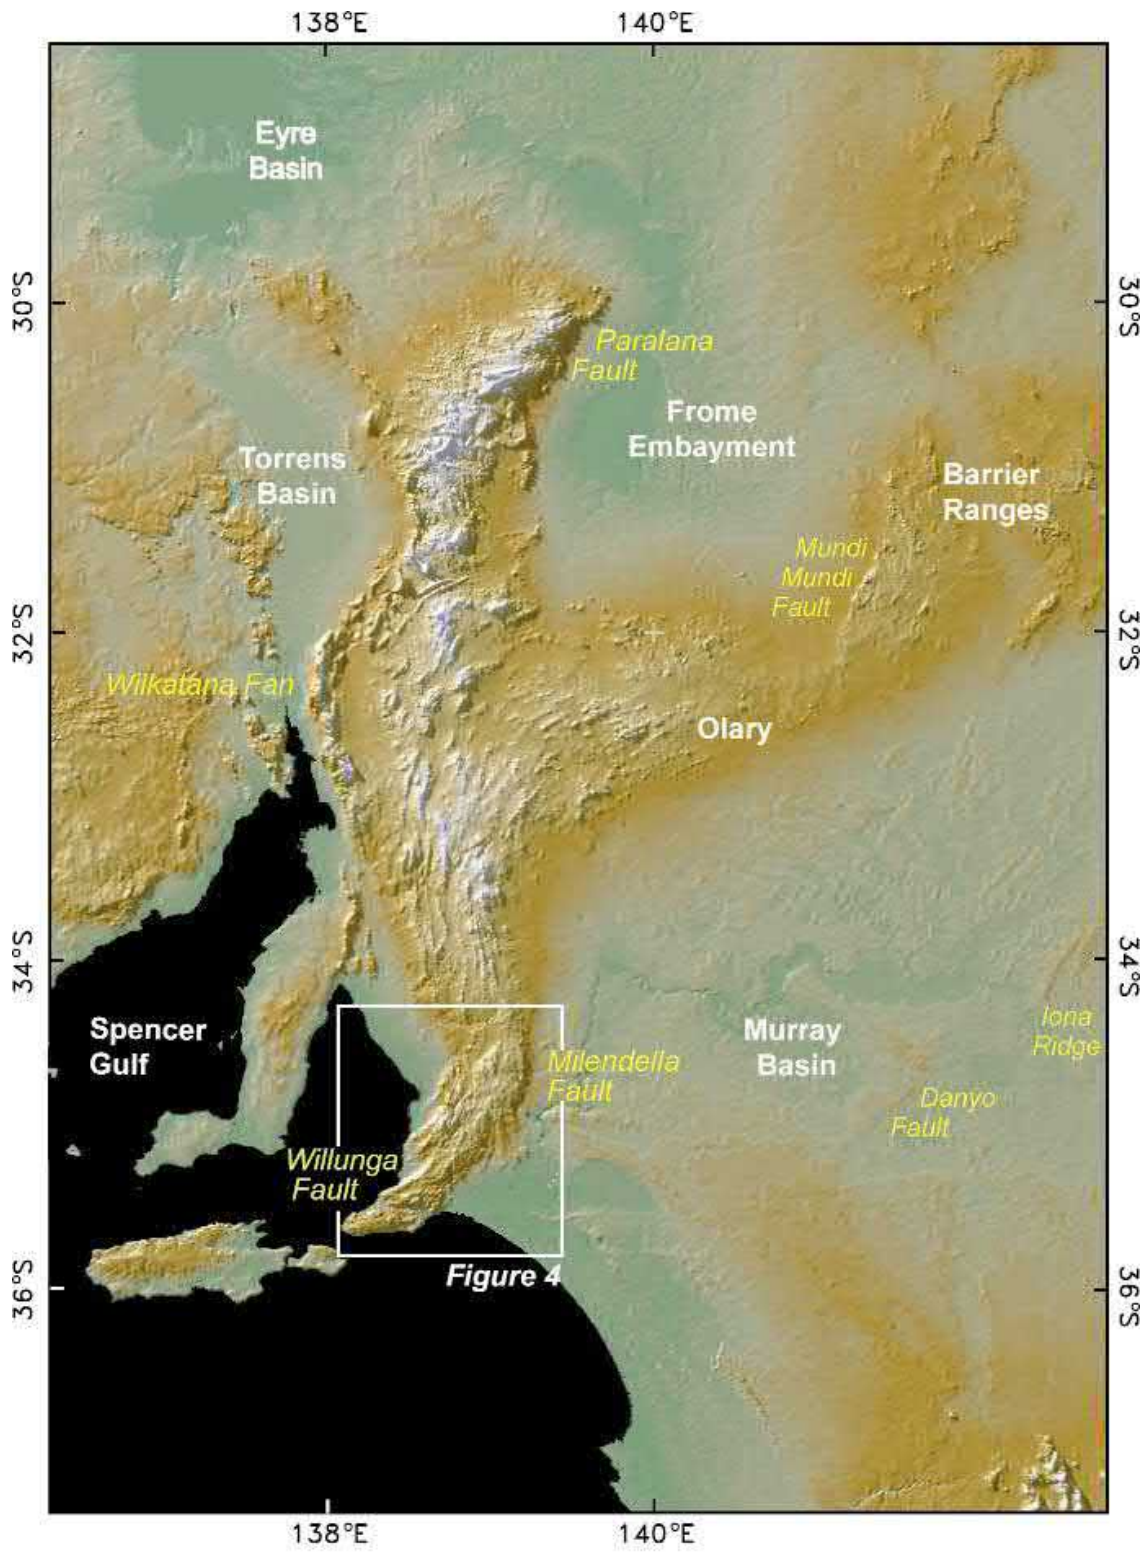 138°E
140°E
Eyre
Basin
30°S
30°S
Paralana
Fault
Frome
Embayment
Torrens
Basin
Barrier
Ranges
Mundi
Mundi
Fault
32°S
32°S
Wilkatana Fan
Olary
34°S
34°S
Spencer
Gulf
Murray
Basin
Iona
Ridge
Milendella
Fault
Danyo
Fault
Willunga
Fault
Figure 4
36°S
36°S
138°E
140°E